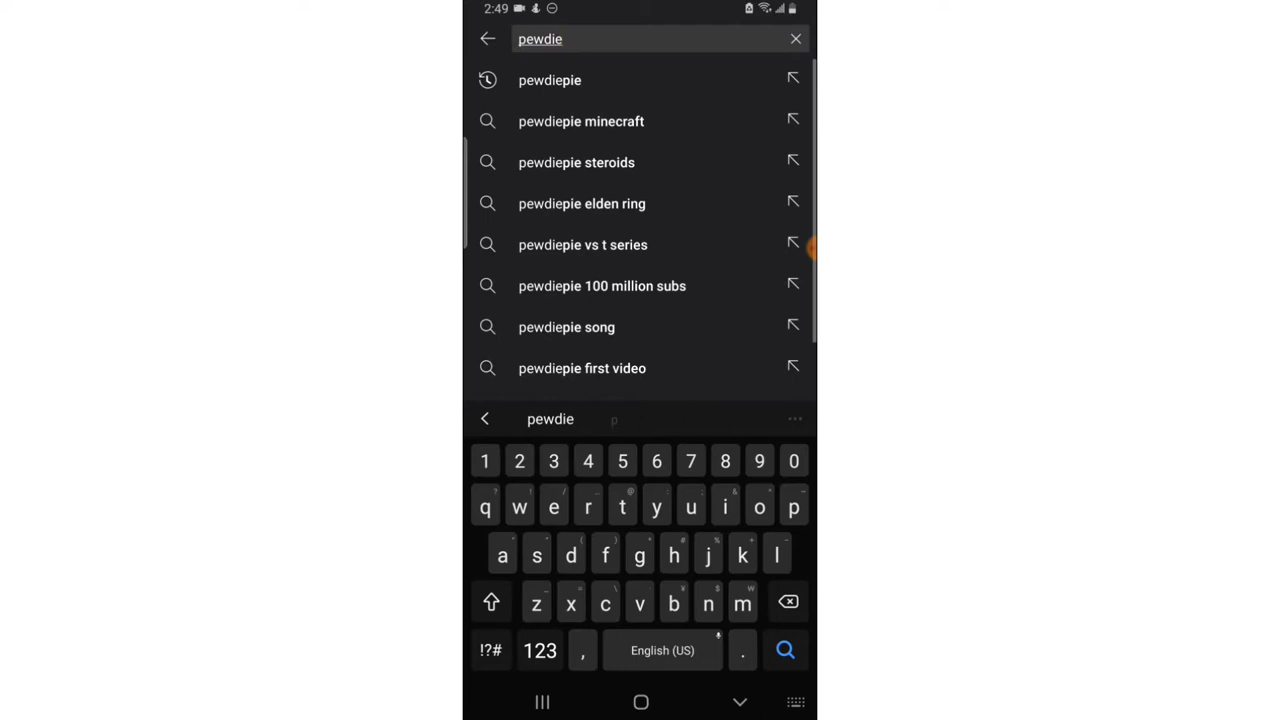 2:49
pewdie
pewdiepie
pewdiepie minecraft
pewdiepie steroids
pewdiepie elden ring
pewdiepie vs t series
pewdiepie 100 million subs
pewdiepie song
pewdiepie first video
pewdie p
1 2 3 4 5 6 7 8 9 0
q w e r t y u i o p
a s d f g h j k l
z x c v b n m
!?# 123 , English (US) .